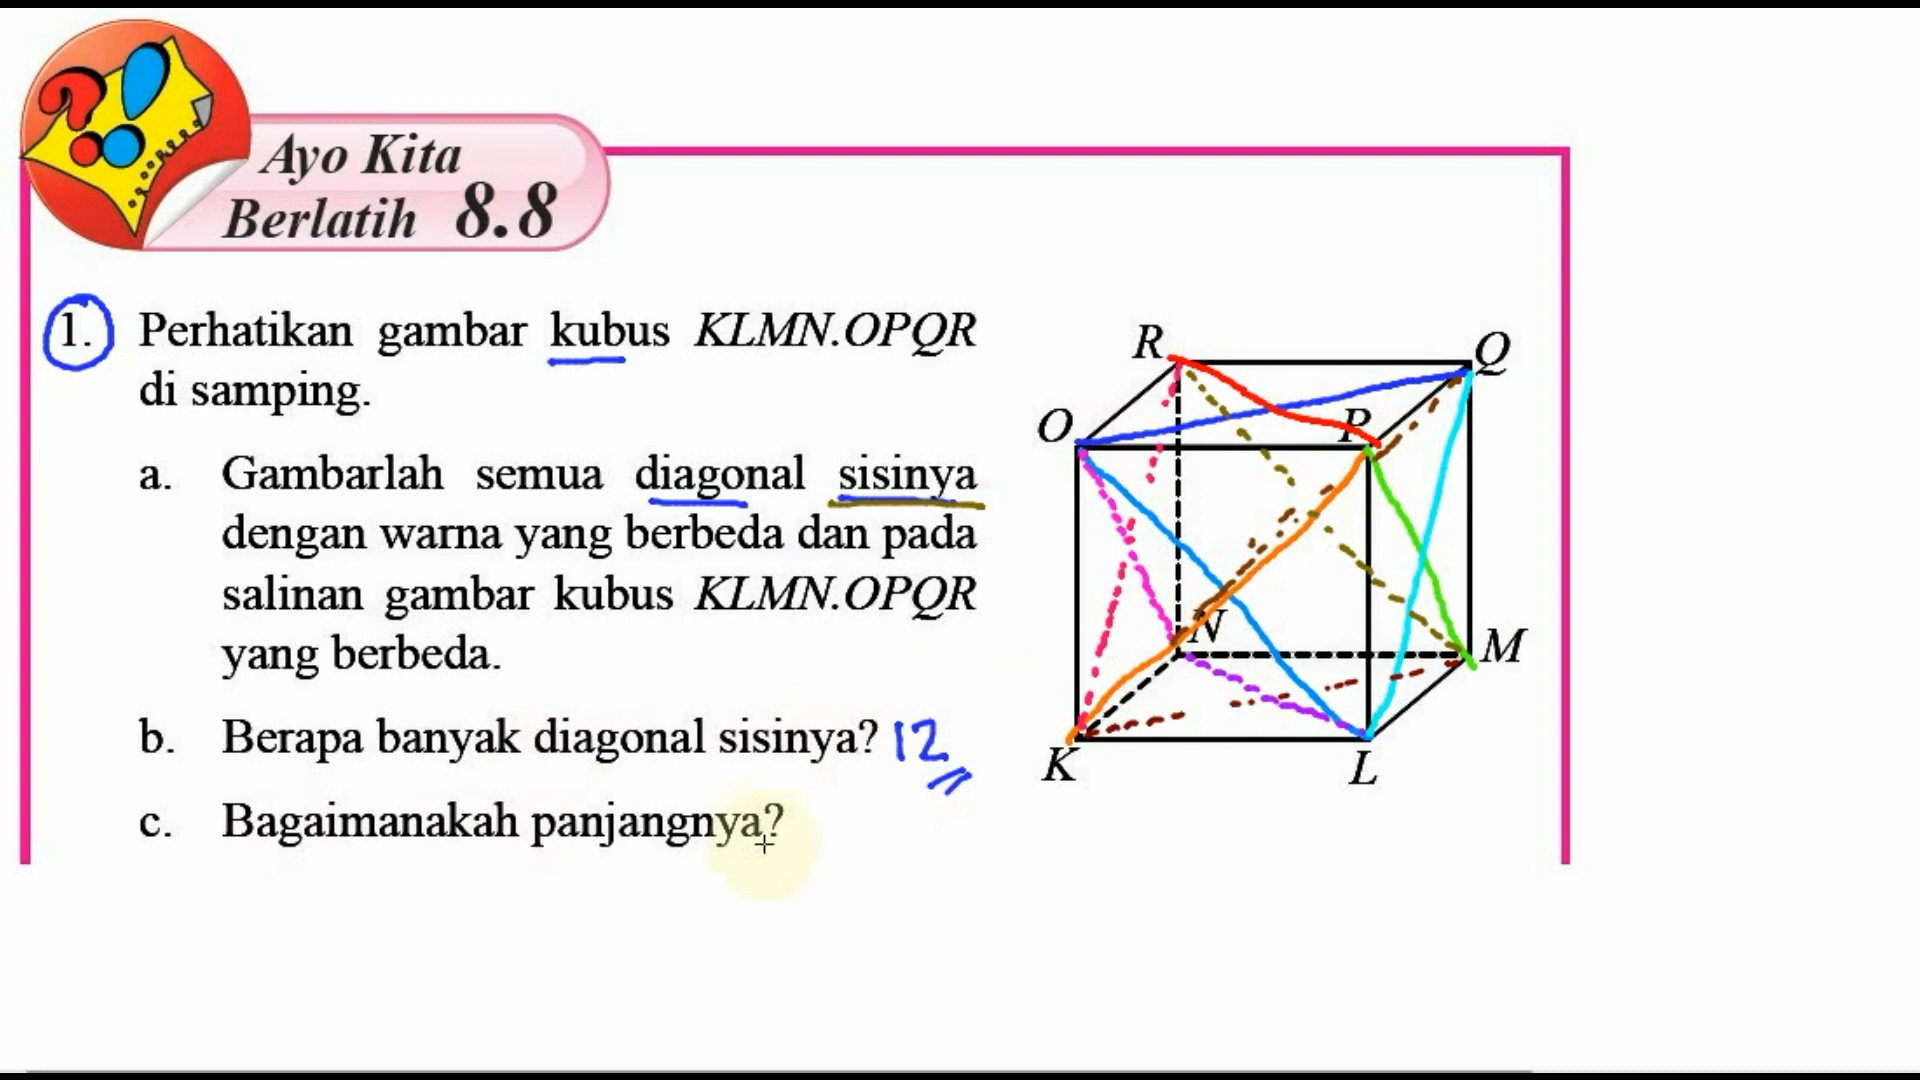 Ayo Kita
Berlatih 8.8
1. Perhatikan gambar kubus KLMN.OPQR
di samping.
a. Gambarlah semua diagonal sisinya
dengan warna yang berbeda dan pada
salinan gambar kubus KLMN.OPQR
yang berbeda.
b. Berapa banyak diagonal sisinya? 12
c. Bagaimanakah panjangnya?
R
Q
O
P
N
M
K
L